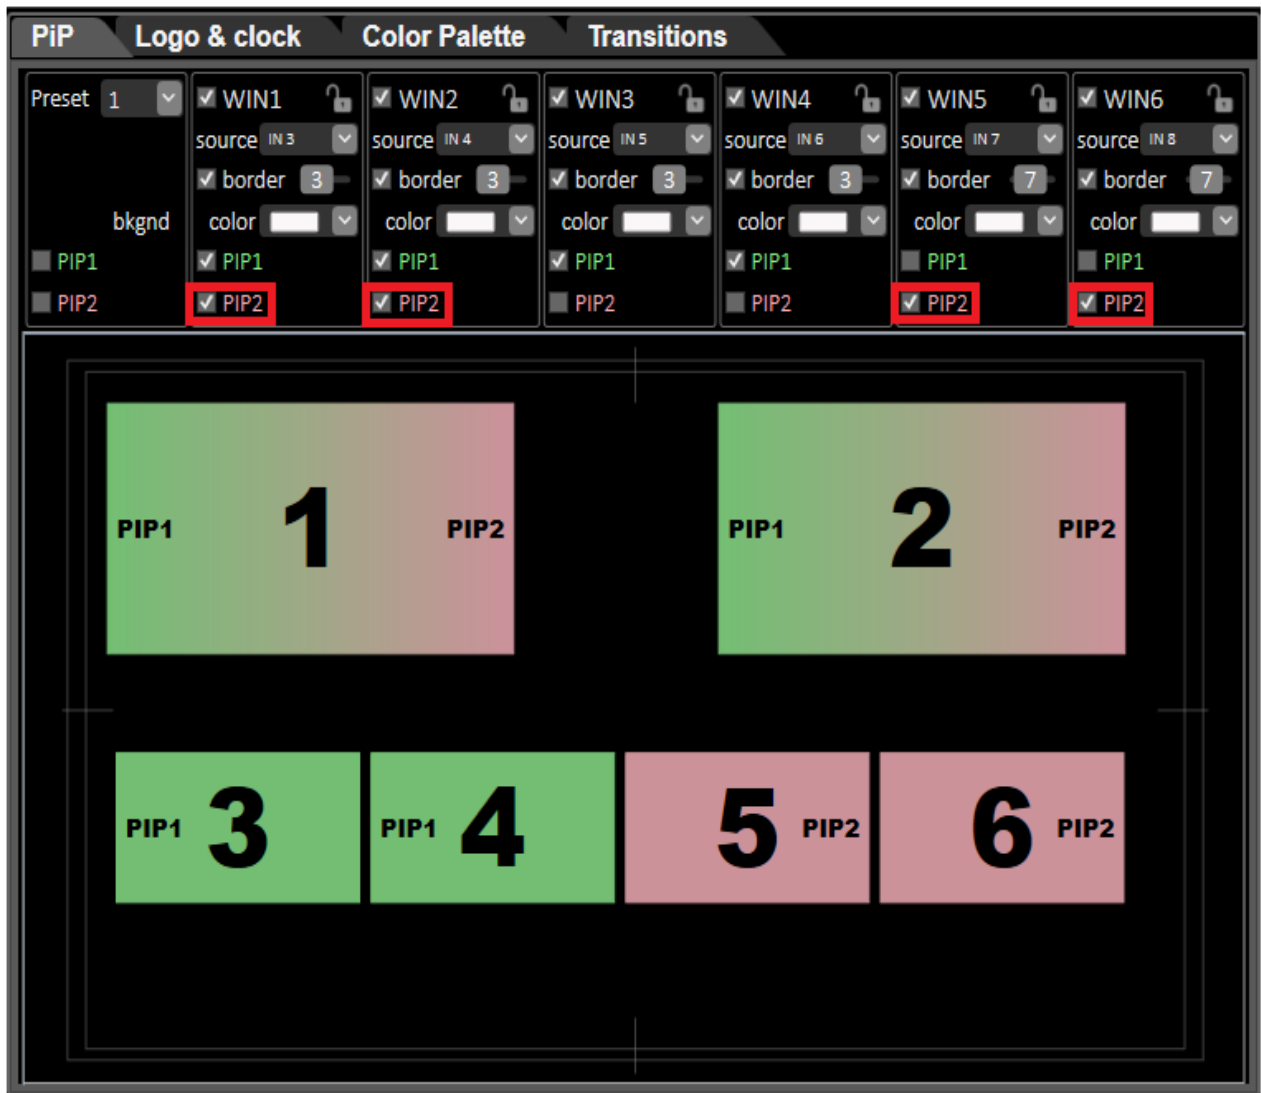 PiP Logo & clock Color Palette Transitions
Preset 1 WIN1 WIN2 WIN3 WIN4 WIN5 WIN6
source IN 3 source IN 4 source IN 5 source IN 6 source IN 7 source IN 8
border 3 border 3 border 3 border 3 border 7 border 7
bkgnd color color color color color color
PIP1 PIP1 PIP1 PIP1 PIP1 PIP1 PIP1
PIP2 PIP2 PIP2 PIP2 PIP2 PIP2 PIP2
PIP1 1 PIP2 PIP1 2 PIP2
PIP1 3 PIP1 4 5 PIP2 6 PIP2